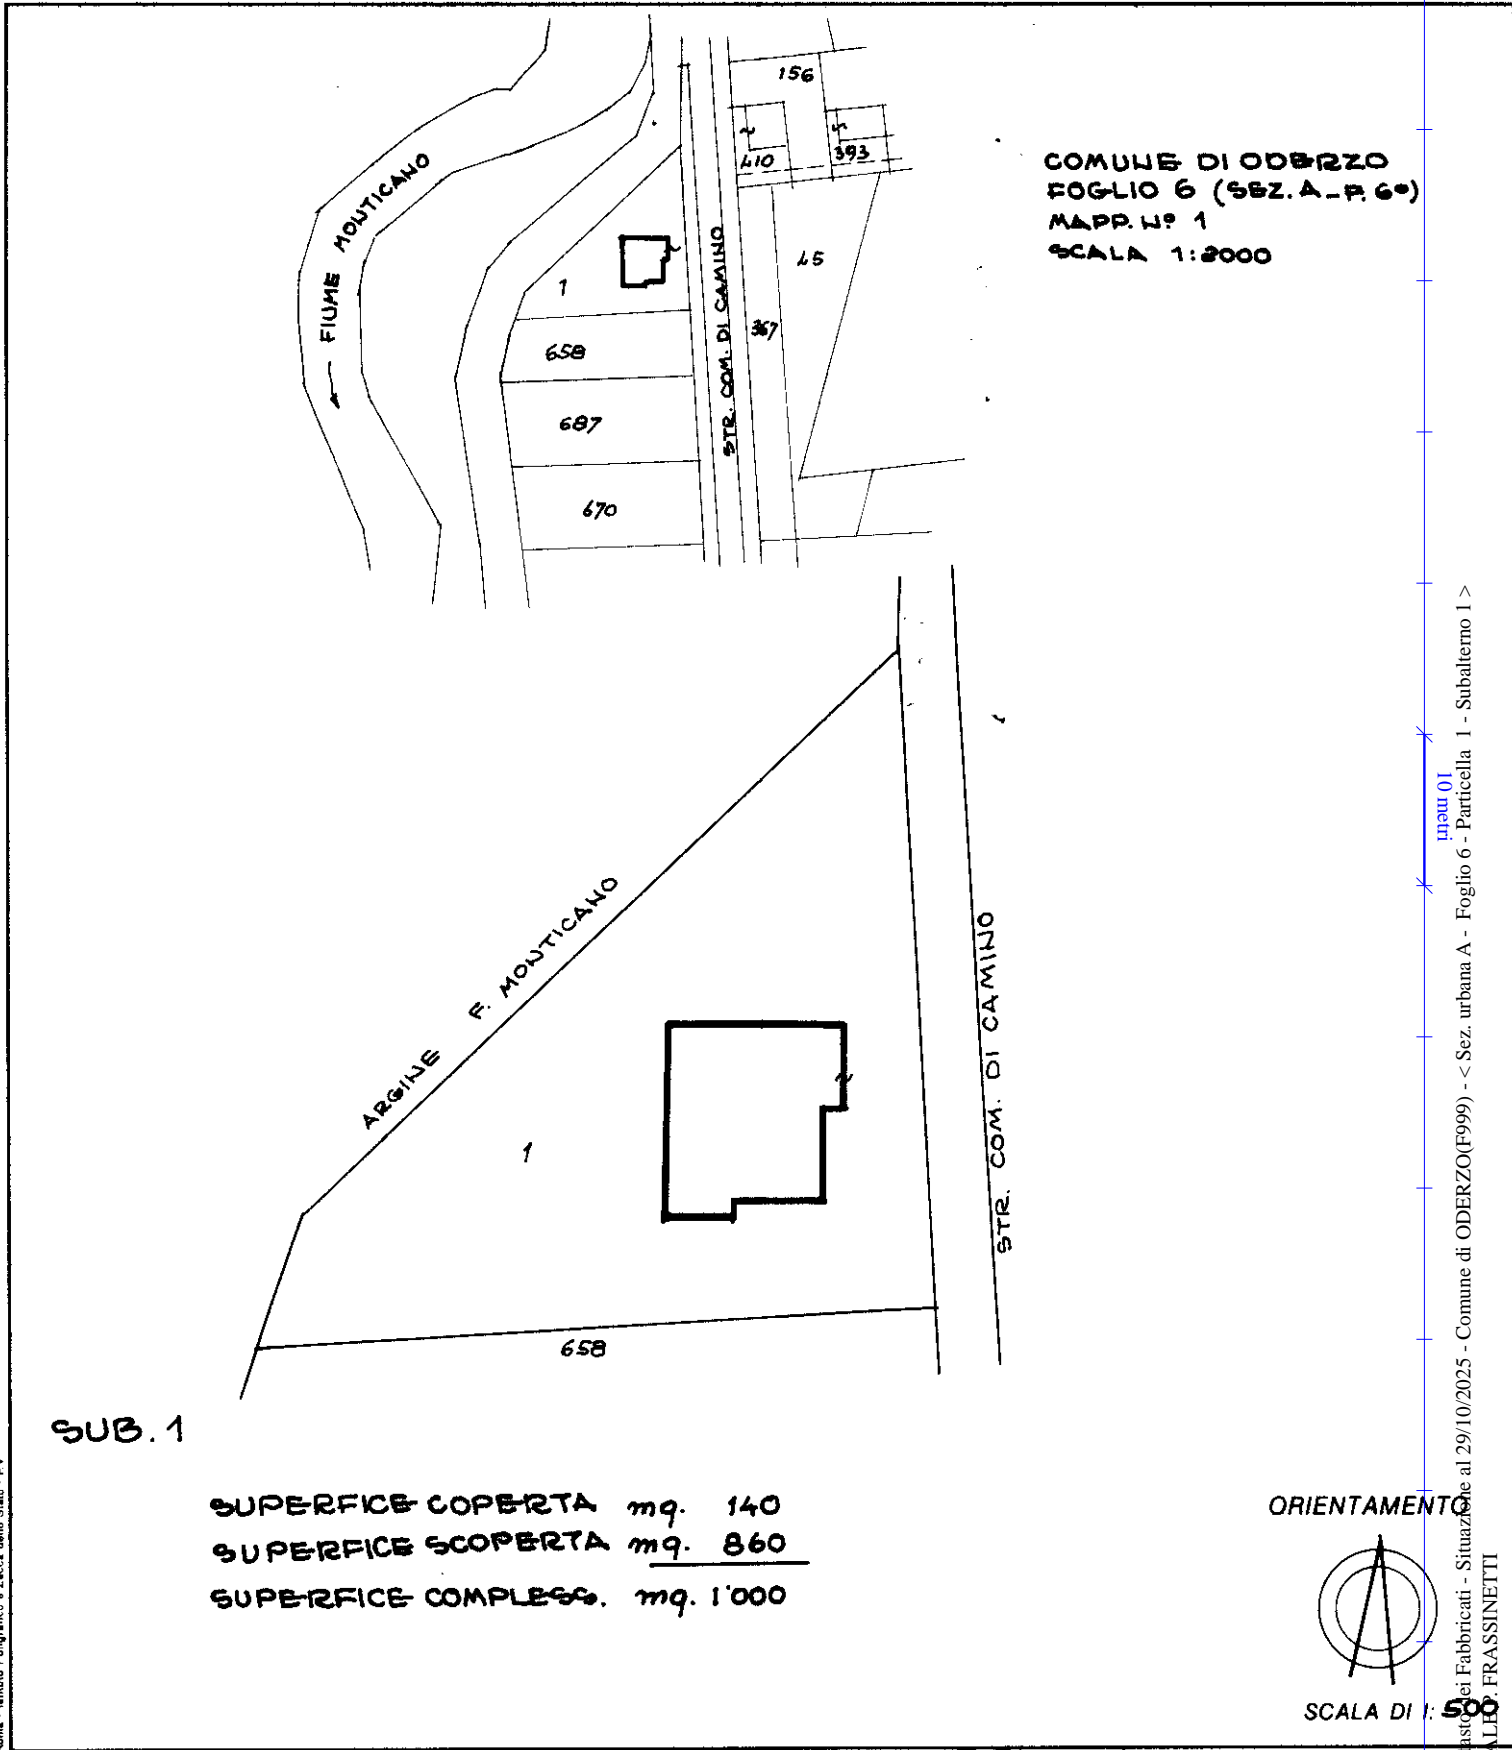 156
410
393
COMUNE DI ODERZO
FOGLIO 6 (SEZ. A - F. 6°)
MAPP. N° 1
SCALA 1:2000
FIUME MONTICANO
1
45
367
658
687
670
STR. COM. DI CAMINO
ARGINE F. MONTICANO
1
STR. COM. DI CAMINO
658
SUB. 1
SUPERFICE COPERTA mq. 140
SUPERFICE SCOPERTA mq. 860
SUPERFICE COMPLESS. mq. 1'000
ORIENTAMENTO
SCALA DI 1: 500
10 metri
Fabbricati - Situazione al 29/10/2025 - Comune di ODERZO(F999) - < Sez. urbana A - Foglio 6 - Particella 1 - Subalterno 1 >
FRASSINETTI